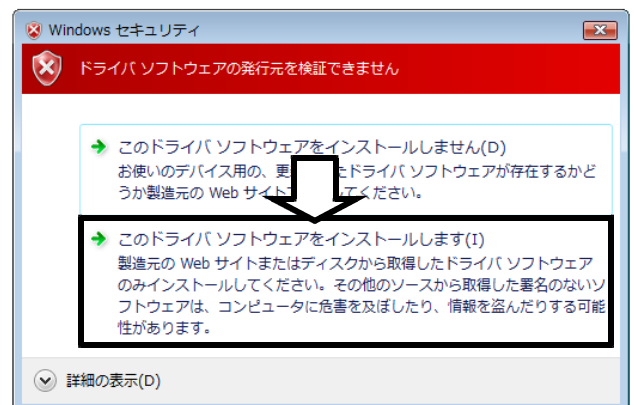 Windows セキュリティ
ドライバ ソフトウェアの発行元を検証できません
このドライバ ソフトウェアをインストールしません(D)
お使いのデバイス用の、更 たドライバ ソフトウェアが存在するかど
うか製造元の Web サイト してください。
このドライバ ソフトウェアをインストールします(I)
製造元の Web サイトまたはディスクから取得したドライバ ソフトウェア
のみインストールしてください。その他のソースから取得した署名のないソ
フトウェアは、コンピュータに危害を及ぼしたり、情報を盗んだりする可能
性があります。
詳細の表示(D)